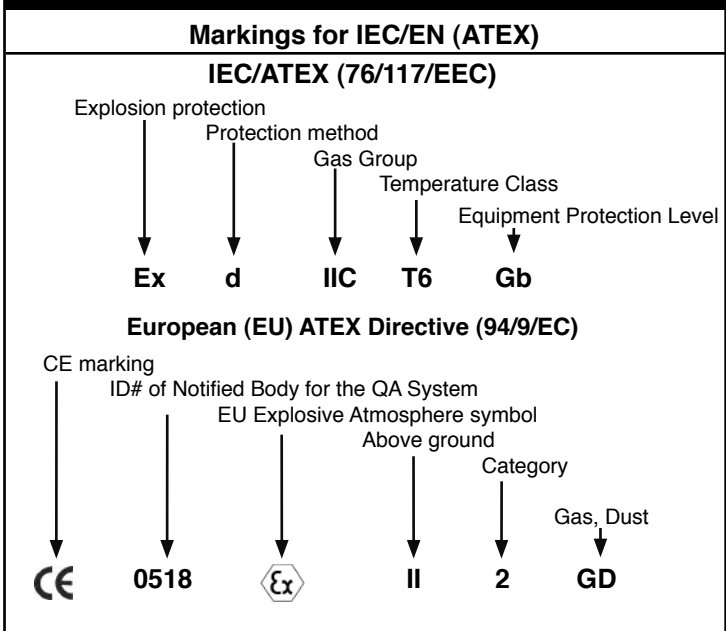 Markings for IEC/EN (ATEX)
IEC/ATEX (76/117/EEC)
Explosion protection
Protection method
Gas Group
Temperature Class
Equipment Protection Level
Ex d IIC T6 Gb
European (EU) ATEX Directive (94/9/EC)
CE marking
ID# of Notified Body for the QA System
EU Explosive Atmosphere symbol
Above ground
Category
Gas, Dust
CE 0518 Ex II 2 GD